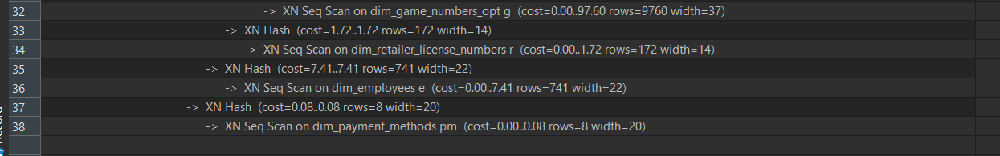 32 -> XN Seq Scan on dim_game_numbers_opt g (cost=0.00..97.60 rows=9760 width=37)
33 -> XN Hash (cost=1.72..1.72 rows=172 width=14)
34 -> XN Seq Scan on dim_retailer_license_numbers r (cost=0.00..1.72 rows=172 width=14)
35 -> XN Hash (cost=7.41..7.41 rows=741 width=22)
36 -> XN Seq Scan on dim_employees e (cost=0.00..7.41 rows=741 width=22)
37 -> XN Hash (cost=0.08..0.08 rows=8 width=20)
38 -> XN Seq Scan on dim_payment_methods pm (cost=0.00..0.08 rows=8 width=20)
Record